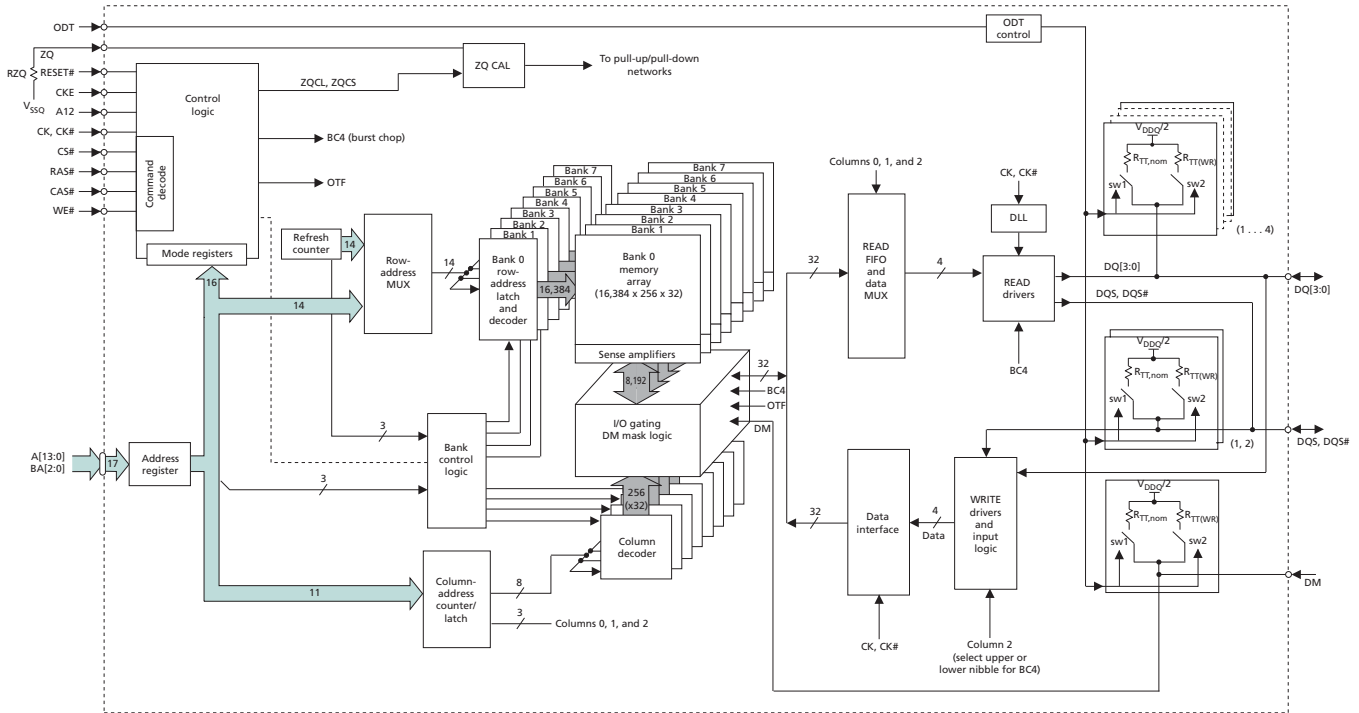 ODT
ODT
control
ZQ
RZQ
RESET#
ZQ CAL
To pull-up/pull-down
networks
ZQCL, ZQCS
Control
logic
CKE
VSSQ
A12
CK, CK#
BC4 (burst chop)
CS#
RAS#
CAS#
WE#
Command
decode
OTF
Mode registers
16
Refresh
counter
14
Row-
address
MUX
14
14
Bank 7
Bank 6
Bank 5
Bank 4
Bank 3
Bank 2
Bank 1
Bank 0
row-
address
latch
and
decoder
16,384
Bank 7
Bank 6
Bank 5
Bank 4
Bank 3
Bank 2
Bank 1
Bank 0
memory
array
(16,384 x 256 x 32)
Sense amplifiers
8,192
I/O gating
DM mask logic
32
BC4
OTF
DM
256
(x32)
Column
decoder
3
3
Bank
control
logic
A[13:0]
BA[2:0]
17
Address
register
11
Column-
address
counter/
latch
8
3
Columns 0, 1, and 2
Columns 0, 1, and 2
32
READ
FIFO
and
data
MUX
4
CK, CK#
DLL
READ
drivers
BC4
DQ[3:0]
DQS, DQS#
VDDQ/2
RTT,nom
RTT(WR)
sw1
sw2
(1 . . . 4)
DQ[3:0]
VDDQ/2
RTT,nom
RTT(WR)
sw1
sw2
(1, 2)
DQS, DQS#
32
Data
interface
4
Data
WRITE
drivers
and
input
logic
CK, CK#
Column 2
(select upper or
lower nibble for BC4)
VDDQ/2
RTT,nom
RTT(WR)
sw1
sw2
DM